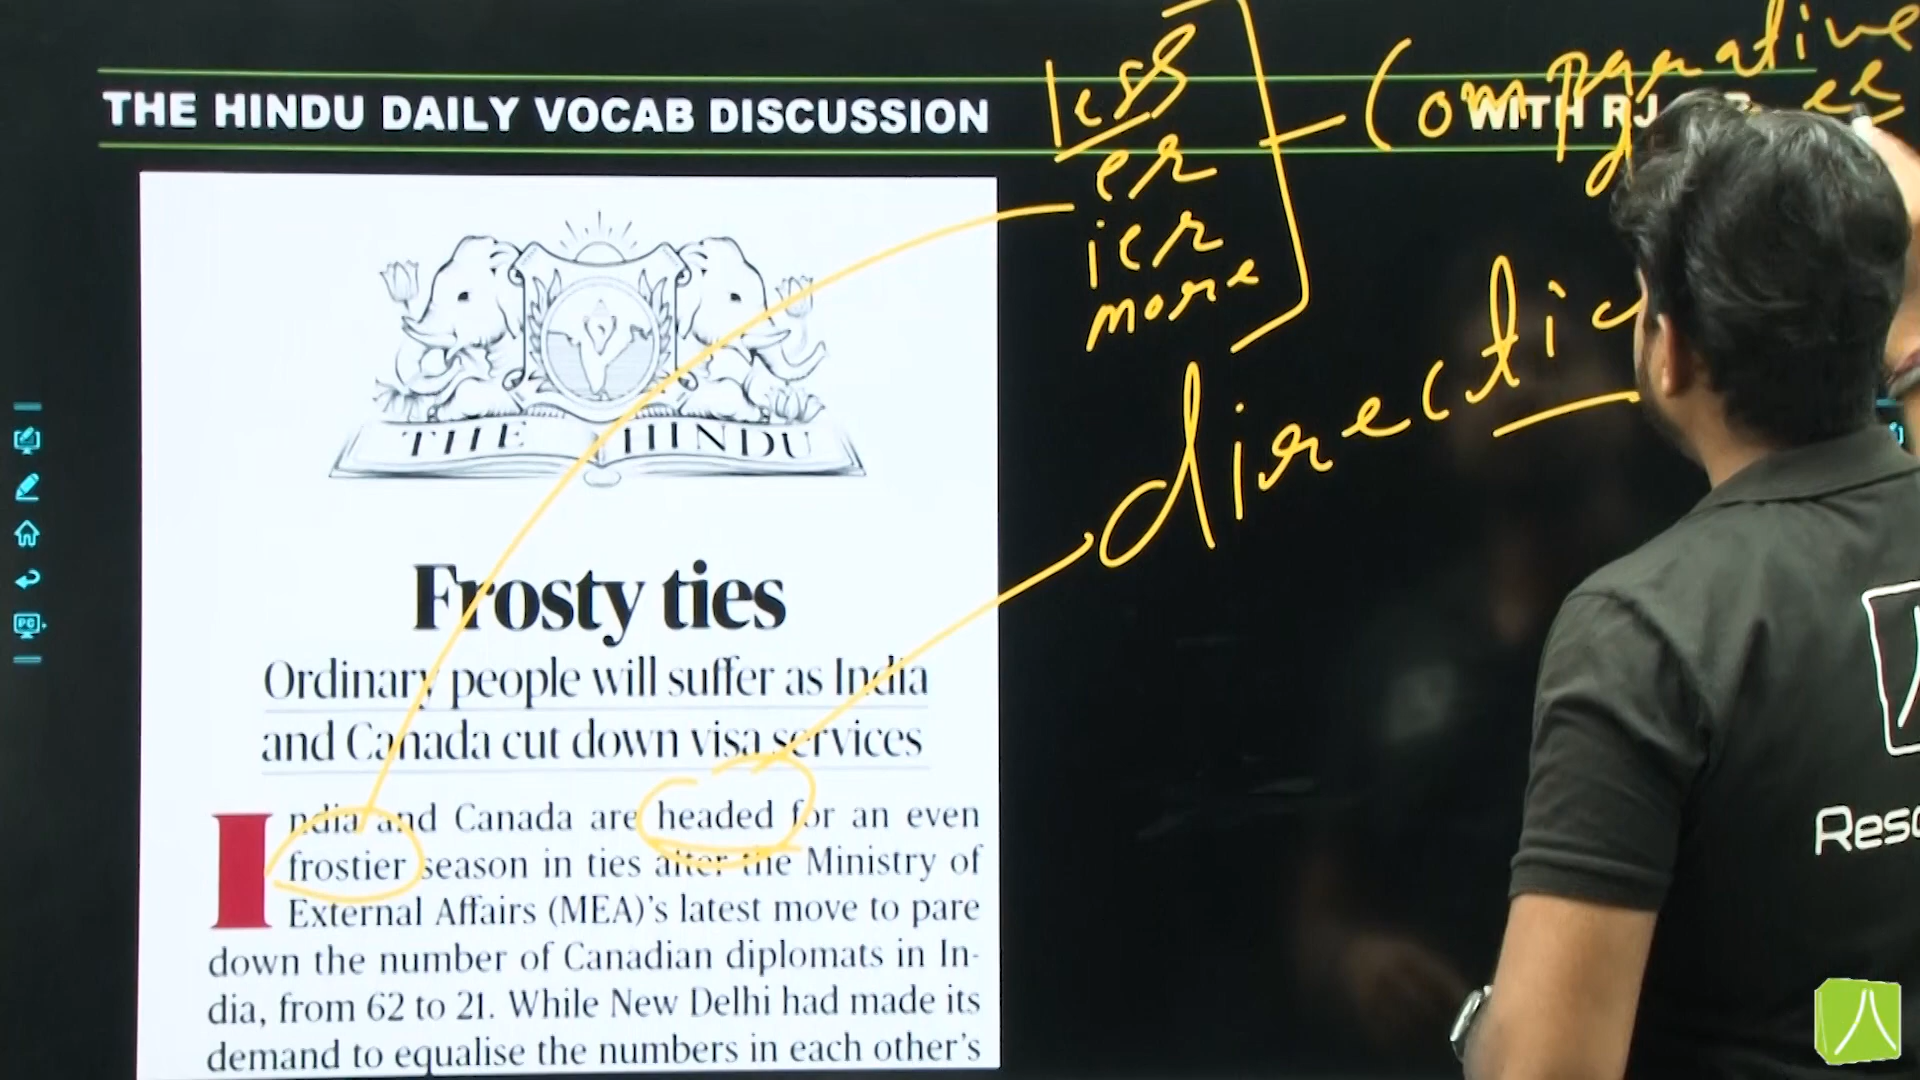 THE HINDU DAILY VOCAB DISCUSSION
WITH RJ
less
er
ier
more
Comparative
directi
THE HINDU
Frosty ties
Ordinary people will suffer as India
and Canada cut down visa services
India and Canada are headed for an even
frostier season in ties after the Ministry of
External Affairs (MEA)’s latest move to pare
down the number of Canadian diplomats in In-
dia, from 62 to 21. While New Delhi had made its
demand to equalise the numbers in each other’s
PC